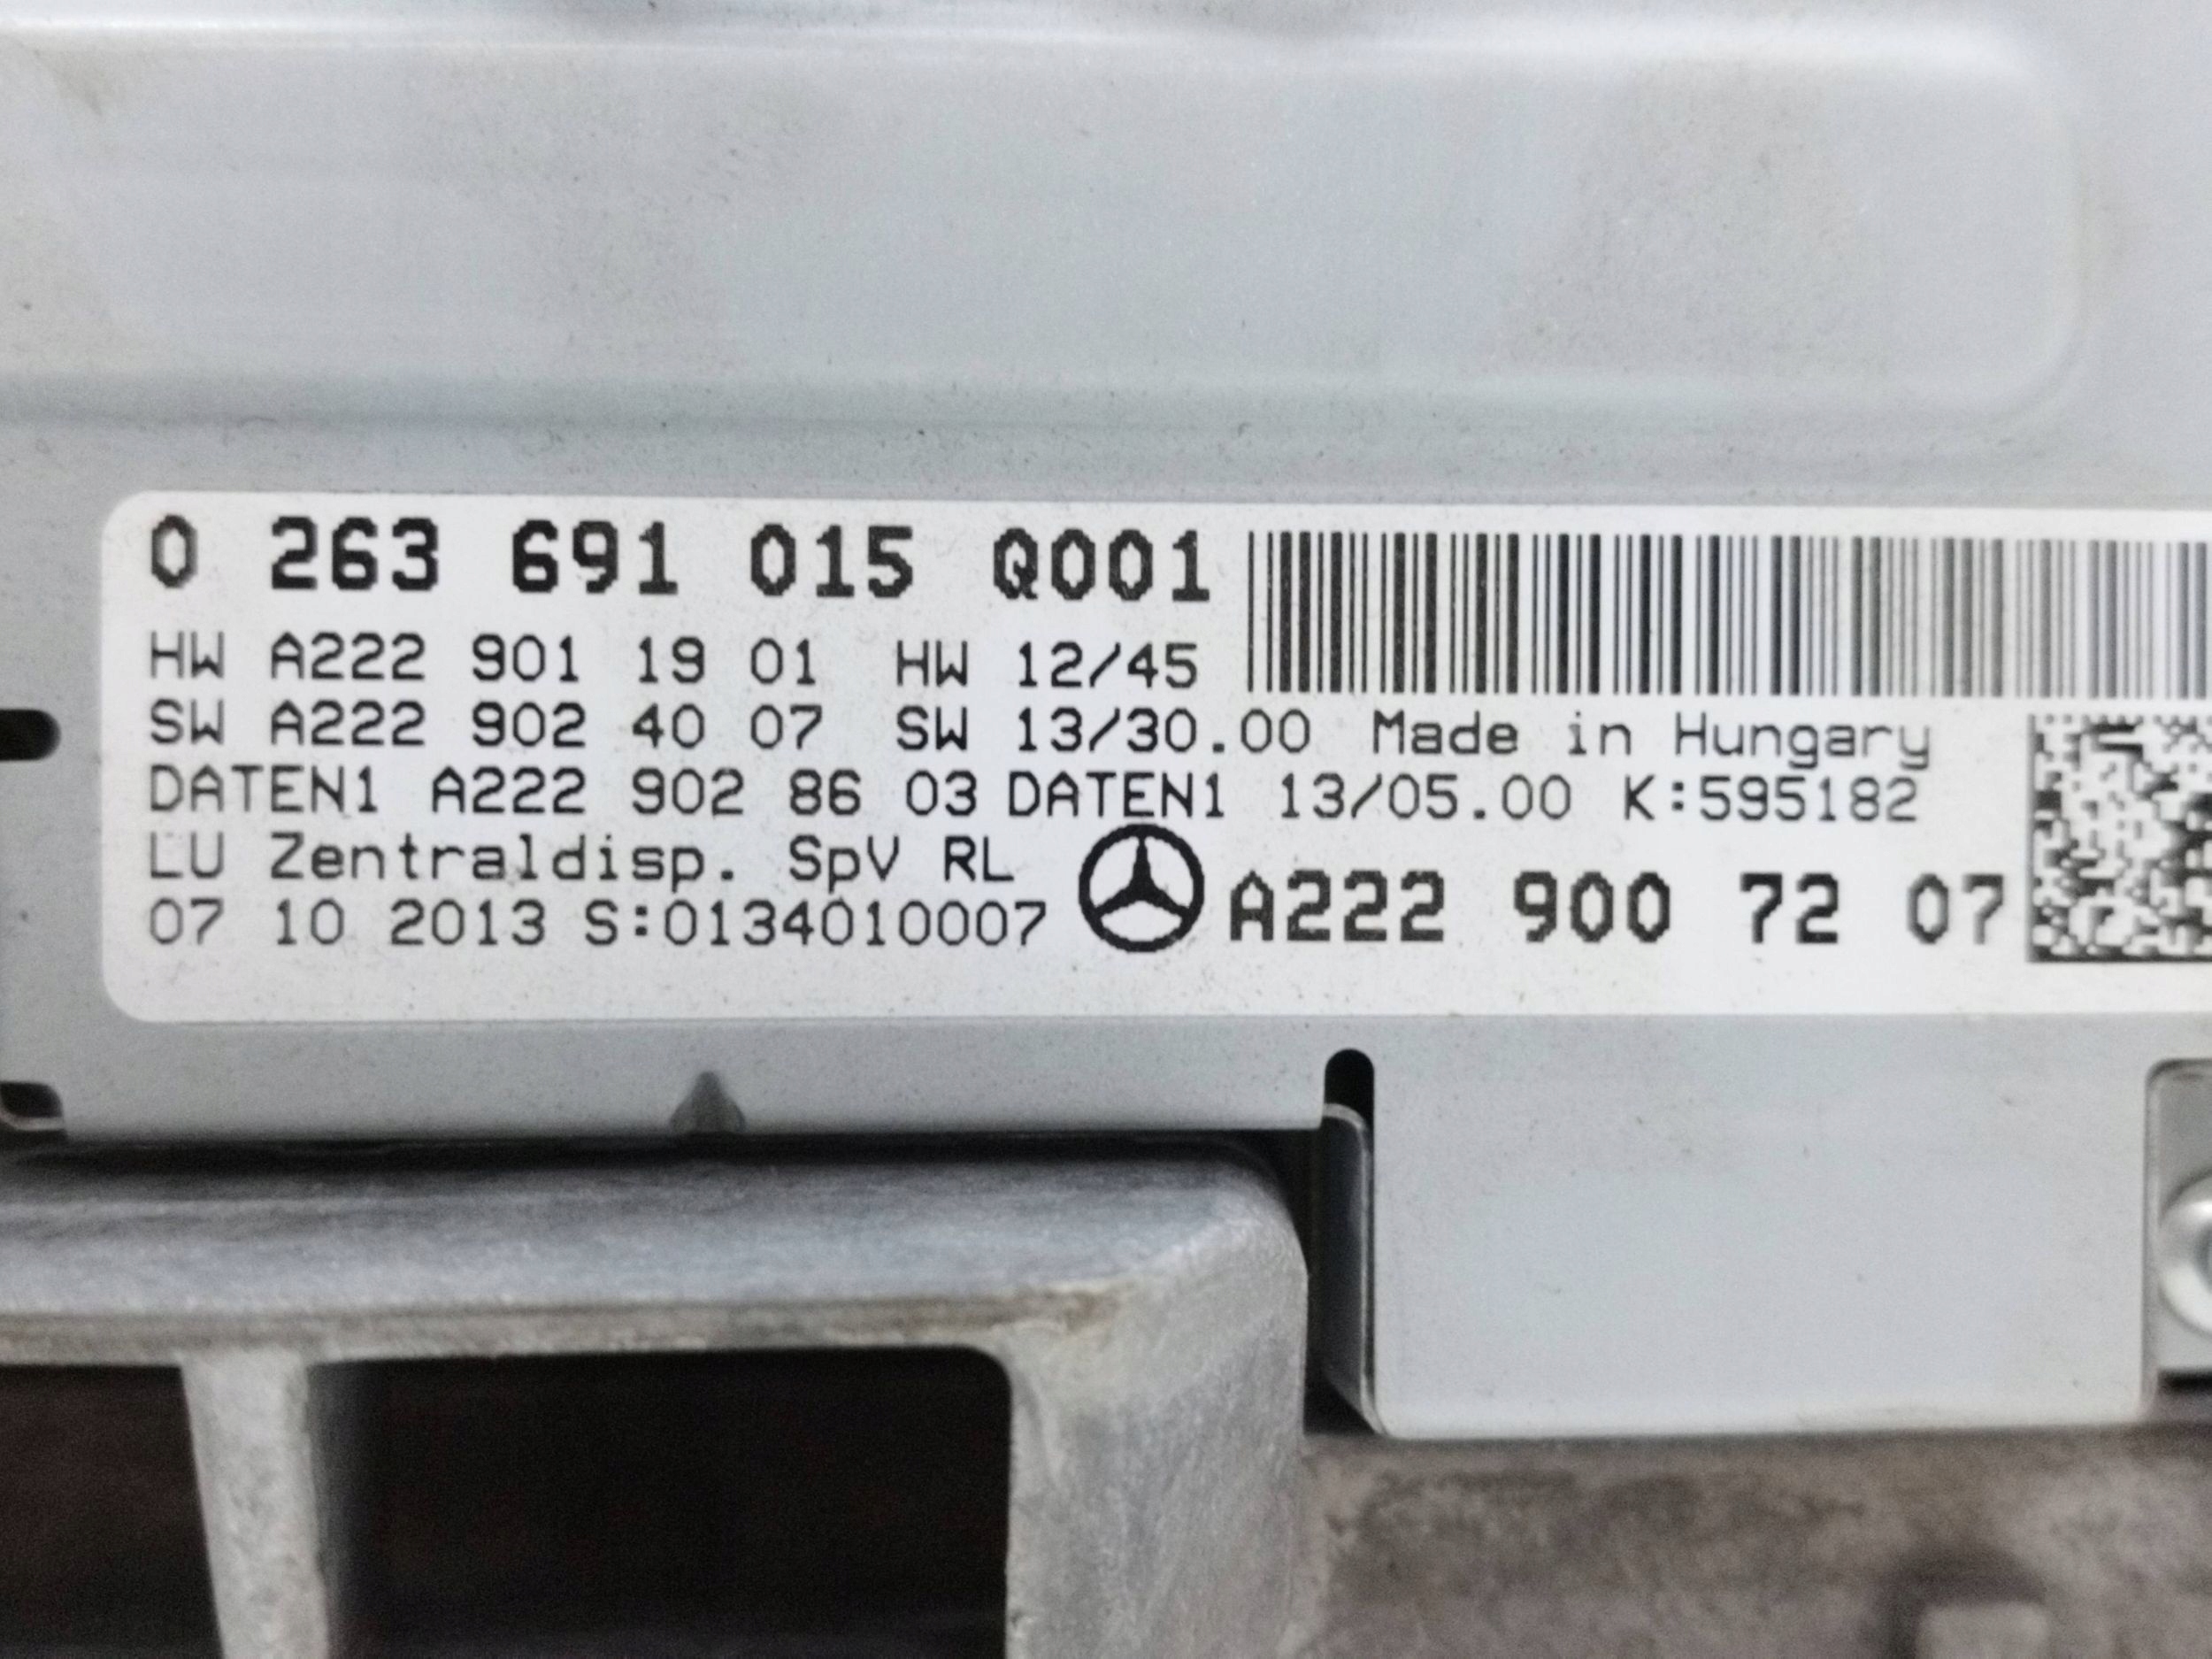 0 263 691 015 Q001
HW A222 901 19 01 HW 12/45
SW A222 902 40 07 SW 13/30.00 Made in Hungary
DATEN1 A222 902 86 03 DATEN1 13/05.00 K:595182
LU Zentraldisp. SpV RL
07 10 2013 S:0134010007 A222 900 72 07